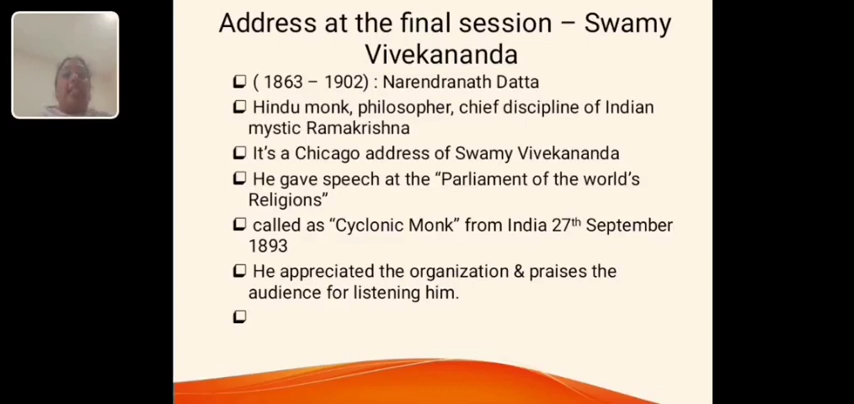 Address at the final session – Swamy
Vivekananda
( 1863 – 1902) : Narendranath Datta
Hindu monk, philosopher, chief discipline of Indian
mystic Ramakrishna
It's a Chicago address of Swamy Vivekananda
He gave speech at the “Parliament of the world's
Religions”
called as “Cyclonic Monk” from India 27th September
1893
He appreciated the organization & praises the
audience for listening him.